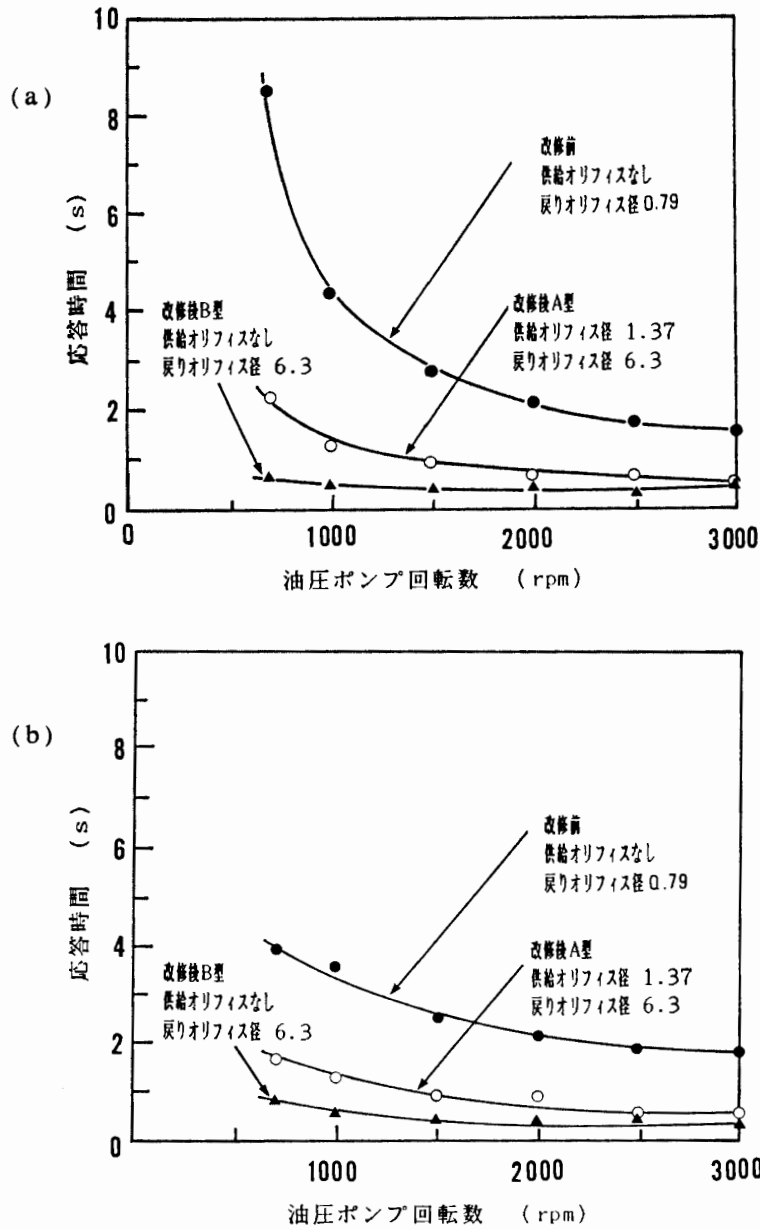 (a)
応答時間 (s)
10
8
6
4
2
0
0
1000
2000
3000
油圧ポンプ回転数 (rpm)
改修前
供給オリフィスなし
戻りオリフィス径0.79
改修後A型
供給オリフィス径 1.37
戻りオリフィス径 6.3
改修後B型
供給オリフィスなし
戻りオリフィス径 6.3
(b)
応答時間 (s)
10
8
6
4
2
0
1000
2000
3000
油圧ポンプ回転数 (rpm)
改修前
供給オリフィスなし
戻りオリフィス径0.79
改修後A型
供給オリフィス径 1.37
戻りオリフィス径 6.3
改修後B型
供給オリフィスなし
戻りオリフィス径 6.3